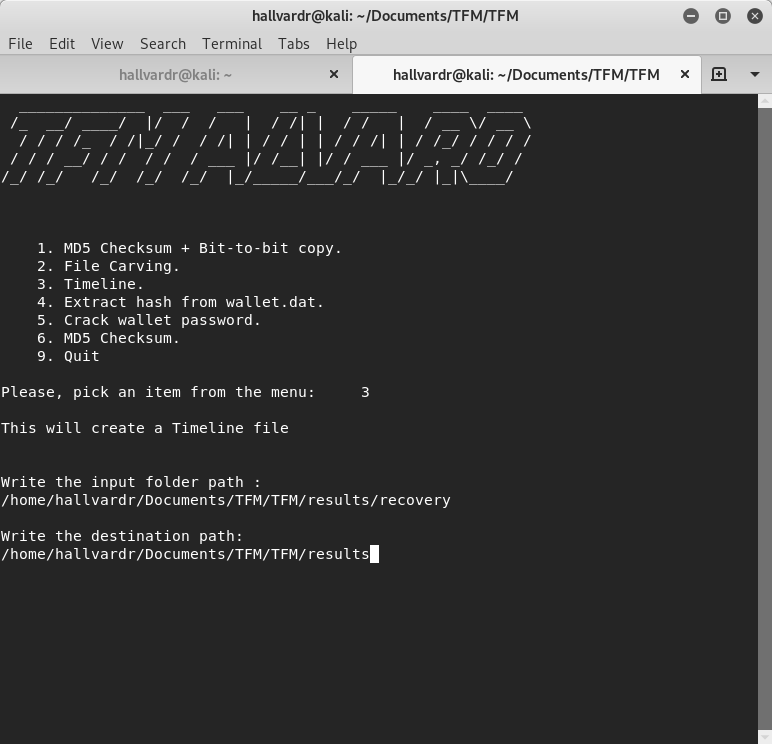 hallvardr@kali: ~/Documents/TFM/TFM
File Edit View Search Terminal Tabs Help
hallvardr@kali: ~
hallvardr@kali: ~/Documents/TFM/TFM
1. MD5 Checksum + Bit-to-bit copy.
2. File Carving.
3. Timeline.
4. Extract hash from wallet.dat.
5. Crack wallet password.
6. MD5 Checksum.
9. Quit
Please, pick an item from the menu: 3
This will create a Timeline file
Write the input folder path :
/home/hallvardr/Documents/TFM/TFM/results/recovery
Write the destination path:
/home/hallvardr/Documents/TFM/TFM/results